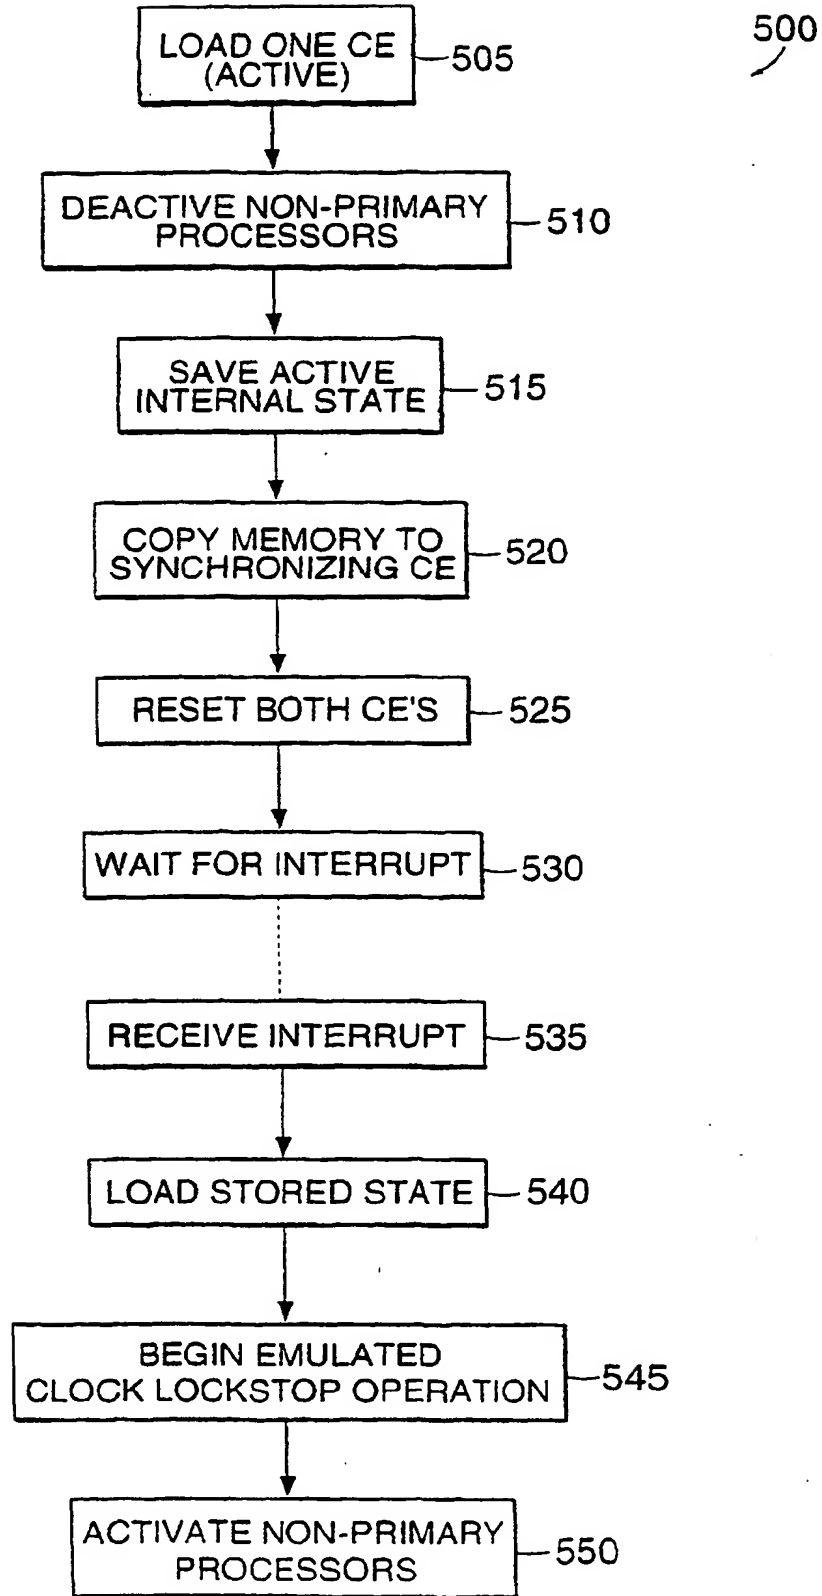 500
LOAD ONE CE
(ACTIVE)
505
DEACTIVE NON-PRIMARY
PROCESSORS
510
SAVE ACTIVE
INTERNAL STATE
515
COPY MEMORY TO
SYNCHRONIZING CE
520
RESET BOTH CE'S
525
WAIT FOR INTERRUPT
530
RECEIVE INTERRUPT
535
LOAD STORED STATE
540
BEGIN EMULATED
CLOCK LOCKSTOP OPERATION
545
ACTIVATE NON-PRIMARY
PROCESSORS
550